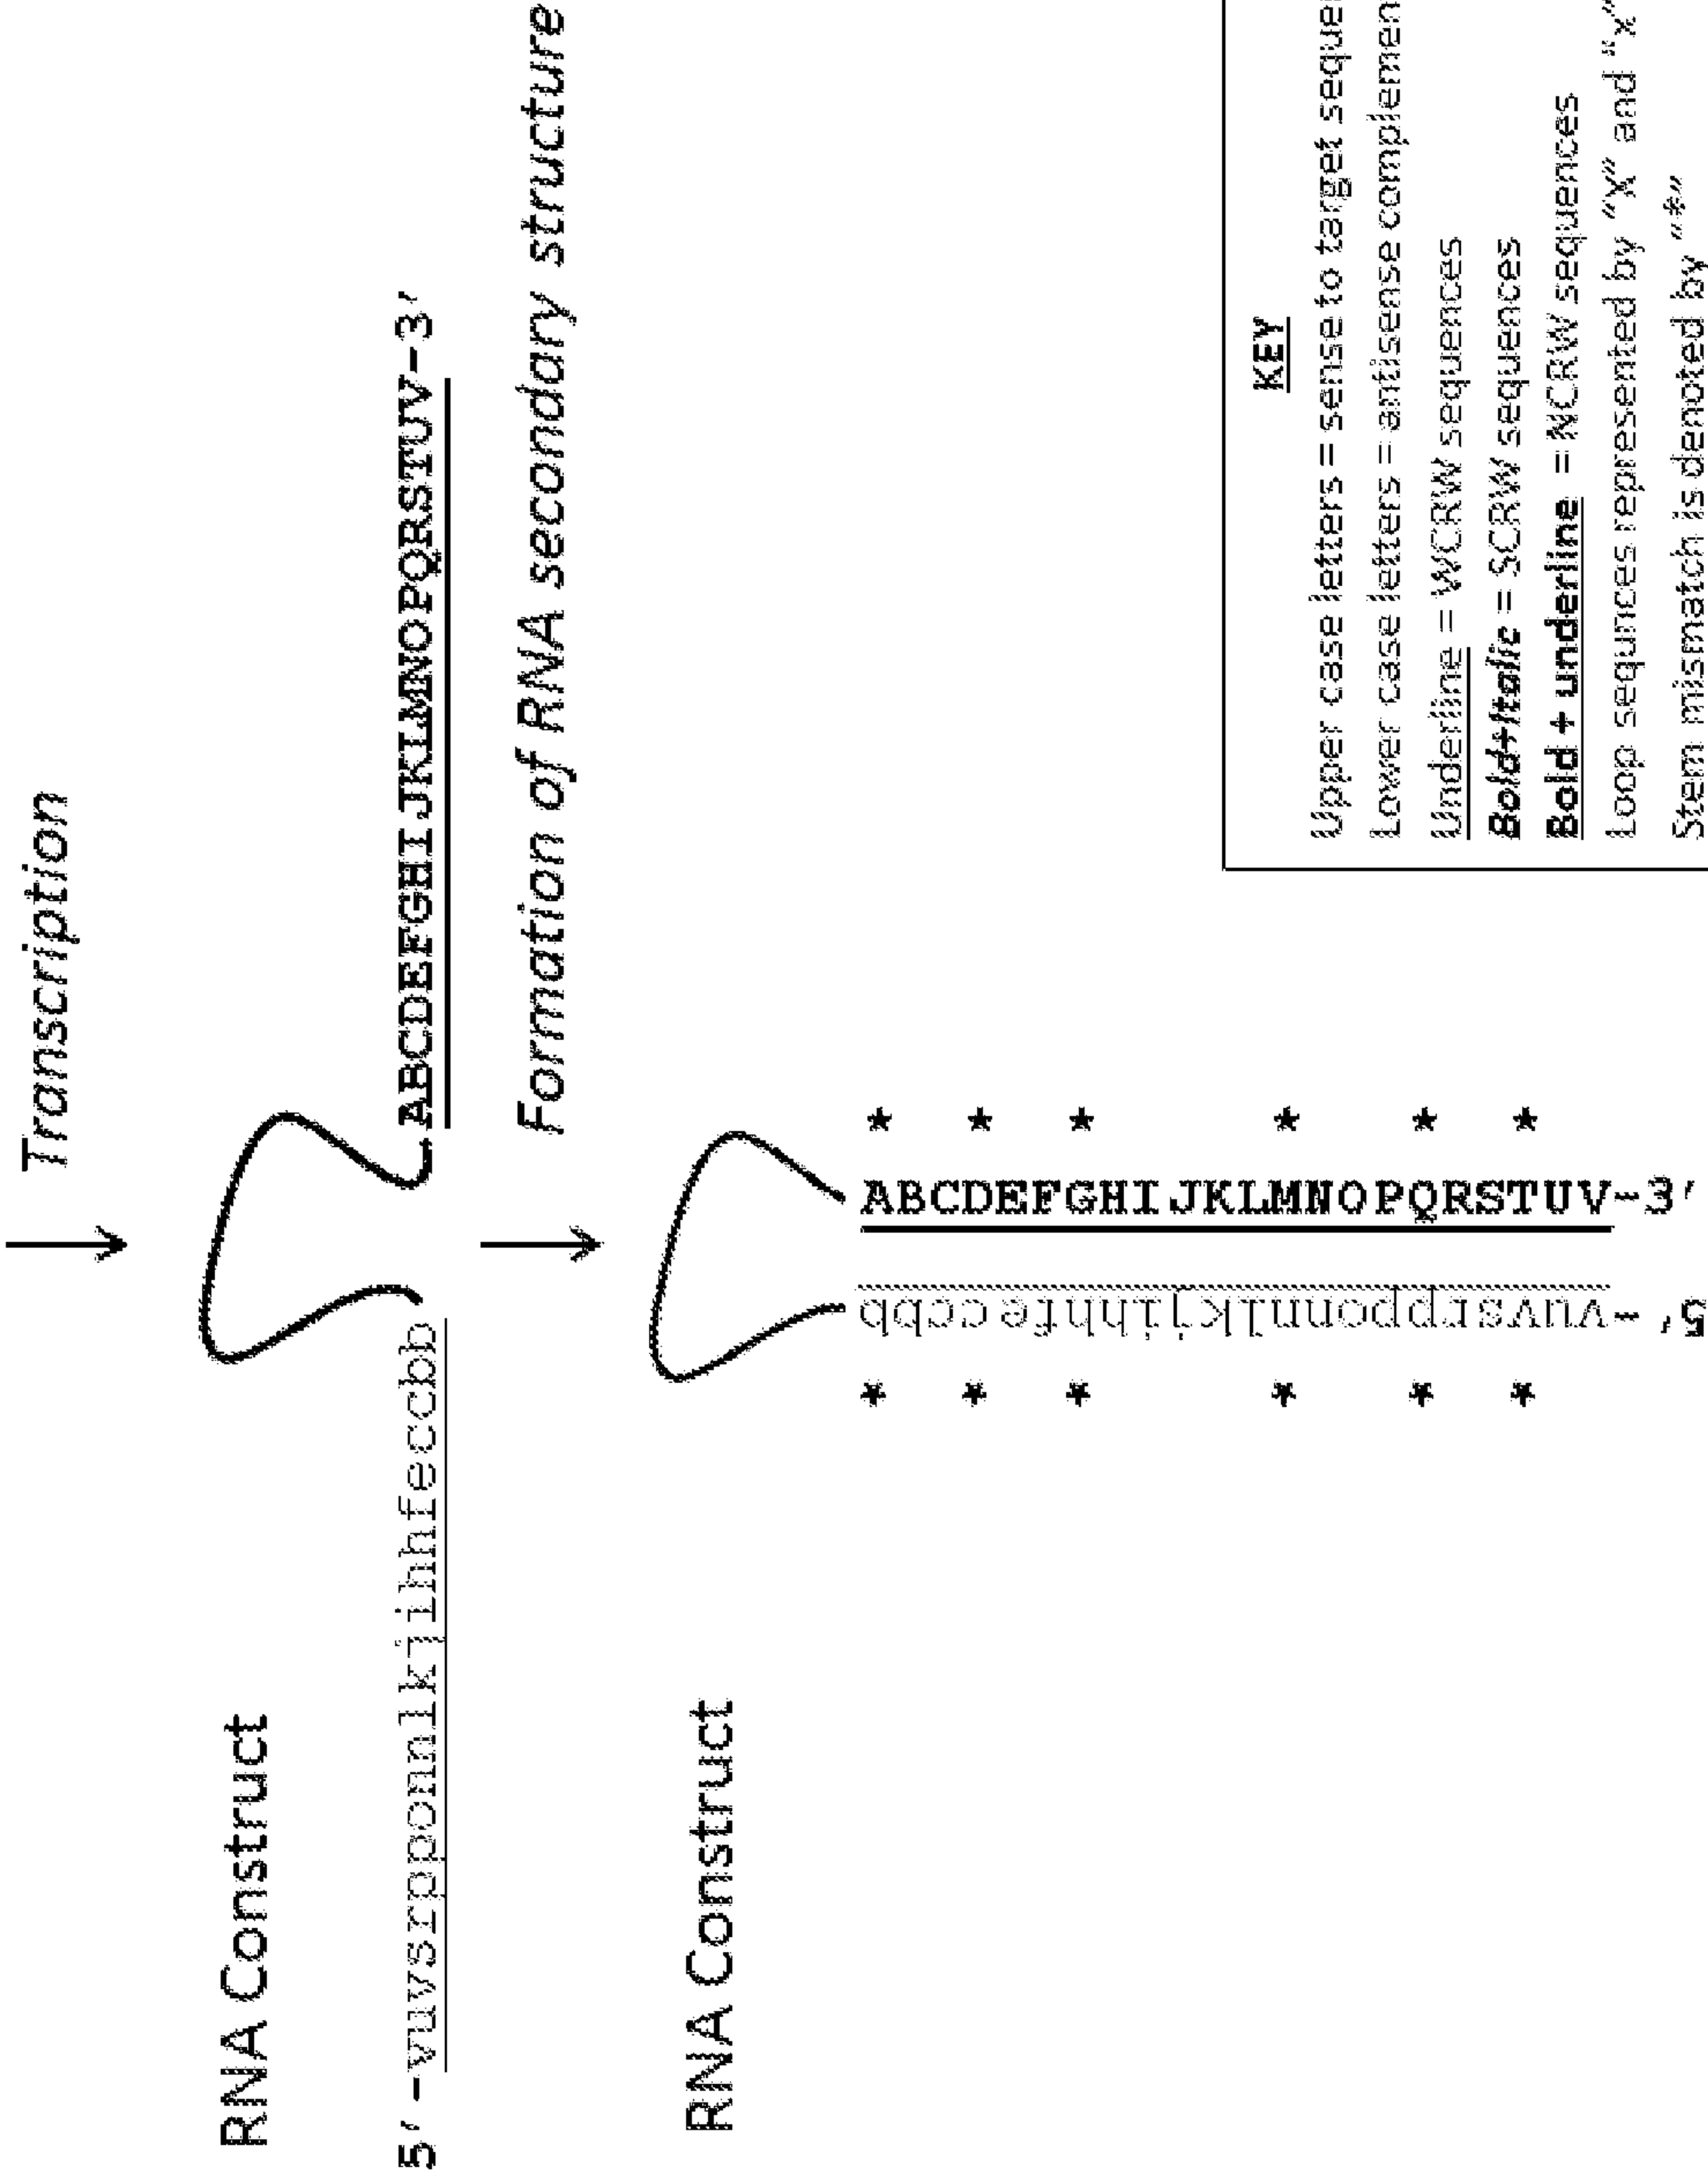 Transcription
RNA Construct
5'-vuvsrpponnlkjihhfeccbb ABCDEFGHIJKLMNOPQRSTUV-3'
Formation of RNA secondary structure
RNA Construct
* * * * * *
ABCDEFGHIJKLMNOPQRSTUV-3'
5'-vuvsrpponnlkjihhfeccbb
* * * * * *
KEY
Upper case letters = sense to target sequen
Lower case letters = antisense complemen
Underline = WCRW sequences
Bold+Italic = SCRW sequences
Bold + underline = NCRW sequences
Loop sequnces represented by "X" and "x"
Stem mismatch is denoted by "*"